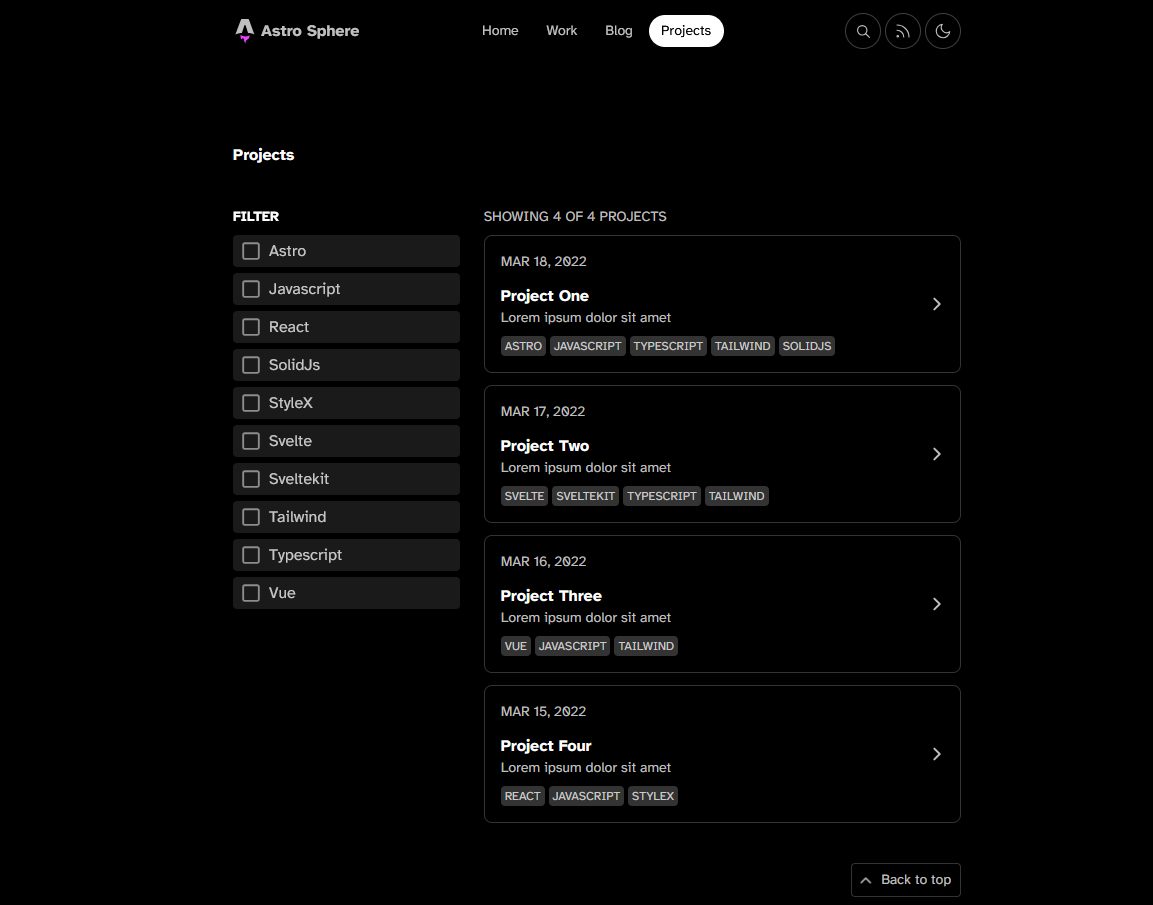 Astro Sphere
Home Work Blog Projects
Projects
FILTER
Astro
Javascript
React
SolidJs
StyleX
Svelte
Sveltekit
Tailwind
Typescript
Vue
SHOWING 4 OF 4 PROJECTS
MAR 18, 2022
Project One
Lorem ipsum dolor sit amet
ASTRO JAVASCRIPT TYPESCRIPT TAILWIND SOLIDJS
MAR 17, 2022
Project Two
Lorem ipsum dolor sit amet
SVELTE SVELTEKIT TYPESCRIPT TAILWIND
MAR 16, 2022
Project Three
Lorem ipsum dolor sit amet
VUE JAVASCRIPT TAILWIND
MAR 15, 2022
Project Four
Lorem ipsum dolor sit amet
REACT JAVASCRIPT STYLEX
Back to top